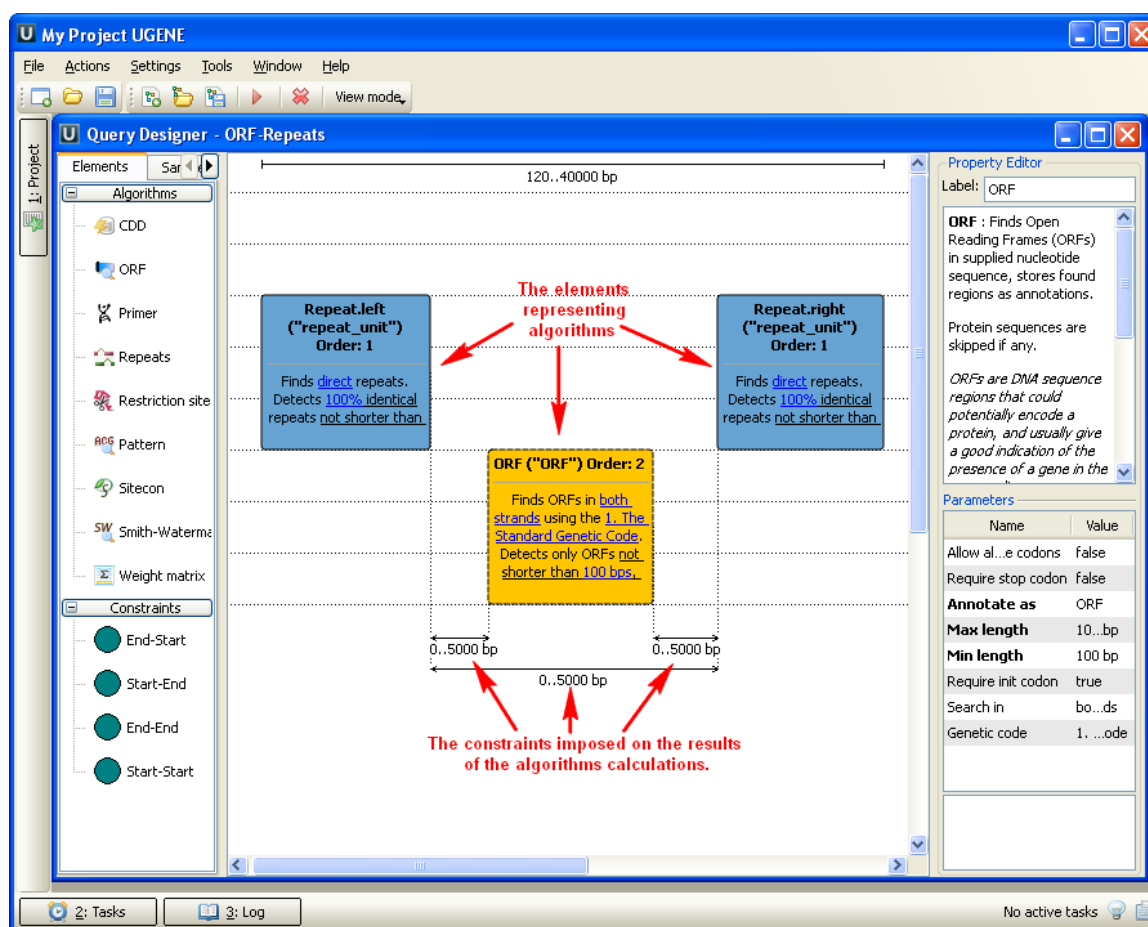 My Project UGENE
File Actions Settings Tools Window Help
View mode
1: Project
Query Designer - ORF-Repeats
Elements
Algorithms
CDD
ORF
Primer
Repeats
Restriction site
Pattern
Sitecon
Smith-Waterma
Weight matrix
Constraints
End-Start
Start-End
End-End
Start-Start
120..40000 bp
The elements
representing
algorithms
Repeat.left
("repeat_unit")
Order: 1
Finds direct repeats.
Detects 100% identical
repeats not shorter than
Repeat.right
("repeat_unit")
Order: 1
Finds direct repeats.
Detects 100% identical
repeats not shorter than
ORF ("ORF") Order: 2
Finds ORFs in both
strands using the 1. The
Standard Genetic Code.
Detects only ORFs not
shorter than 100 bps,
0..5000 bp
0..5000 bp
0..5000 bp
The constraints imposed on the results
of the algorithms calculations.
Property Editor
Label: ORF
ORF : Finds Open
Reading Frames (ORFs)
in supplied nucleotide
sequence, stores found
regions as annotations.
Protein sequences are
skipped if any.
ORFs are DNA sequence
regions that could
potentially encode a
protein, and usually give
a good indication of the
presence of a gene in the
Parameters
Name Value
Allow al...e codons false
Require stop codon false
Annotate as ORF
Max length 10...bp
Min length 100 bp
Require init codon true
Search in bo...ds
Genetic code 1. ...ode
2: Tasks
3: Log
No active tasks